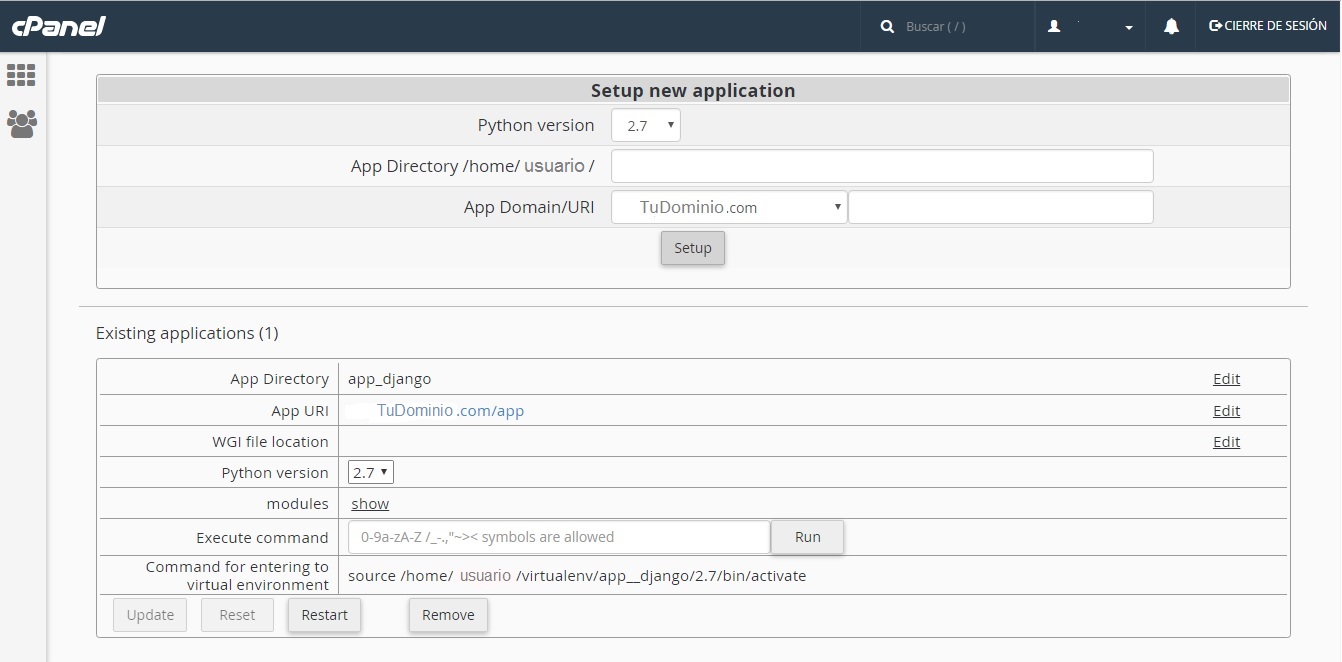 cPanel
Buscar ( / )
CIERRE DE SESIÓN
Setup new application
Python version 2.7
App Directory /home/ usuario /
App Domain/URI TuDominio.com
Setup
Existing applications (1)
App Directory app_django Edit
App URI TuDominio.com/app Edit
WGI file location Edit
Python version 2.7
modules show
Execute command 0-9a-zA-Z /_-.,"~>< symbols are allowed Run
Command for entering to
virtual environment source /home/ usuario /virtualenv/app__django/2.7/bin/activate
Update Reset Restart Remove